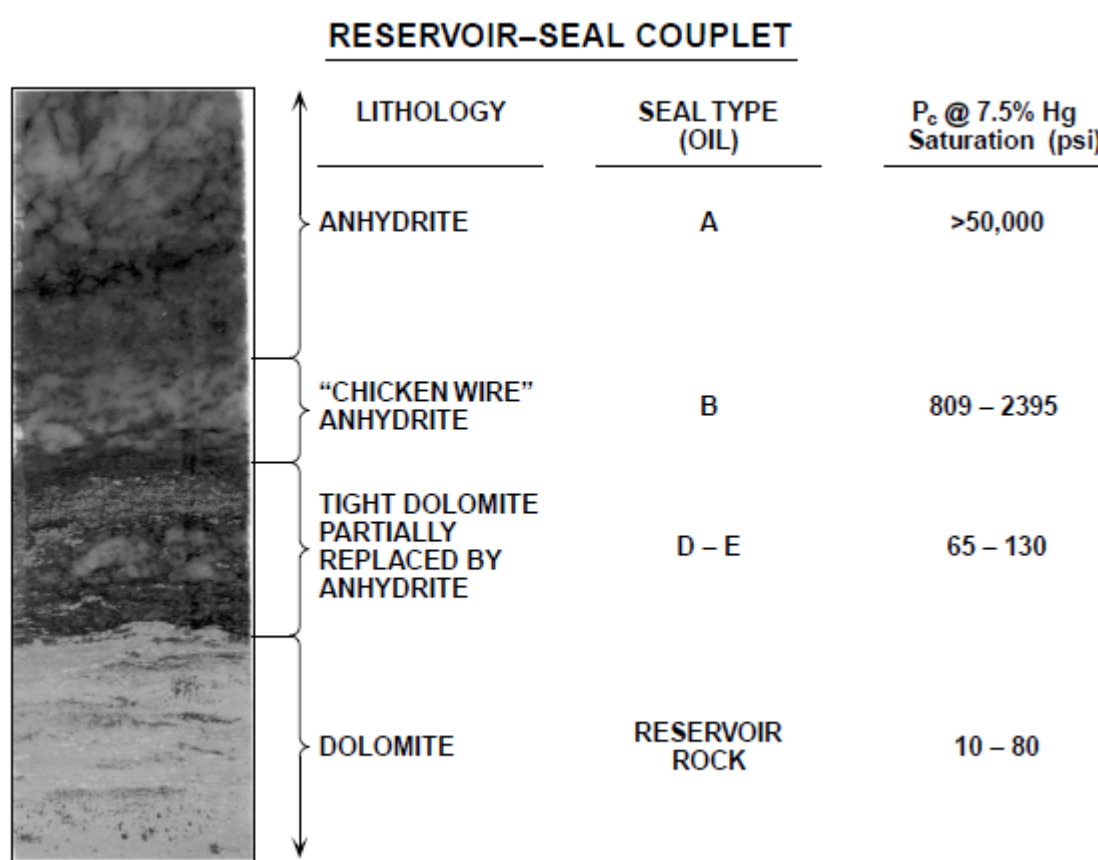 RESERVOIR–SEAL COUPLET
LITHOLOGY
SEAL TYPE
(OIL)
Pc @ 7.5% Hg
Saturation (psi)
ANHYDRITE
A
>50,000
“CHICKEN WIRE”
ANHYDRITE
B
809 – 2395
TIGHT DOLOMITE
PARTIALLY
REPLACED BY
ANHYDRITE
D – E
65 – 130
DOLOMITE
RESERVOIR
ROCK
10 – 80